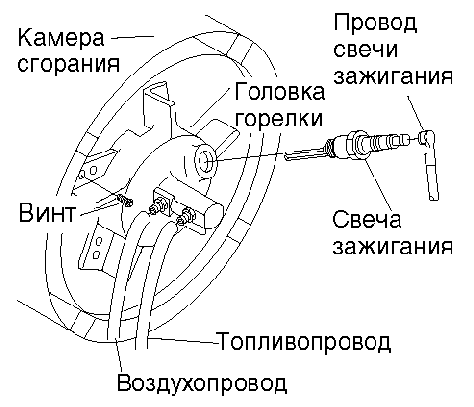 Камера
сгорания
Провод
свечи
зажигания
Головка
горелки
Винт
Свеча
зажигания
Топливопровод
Воздухопровод